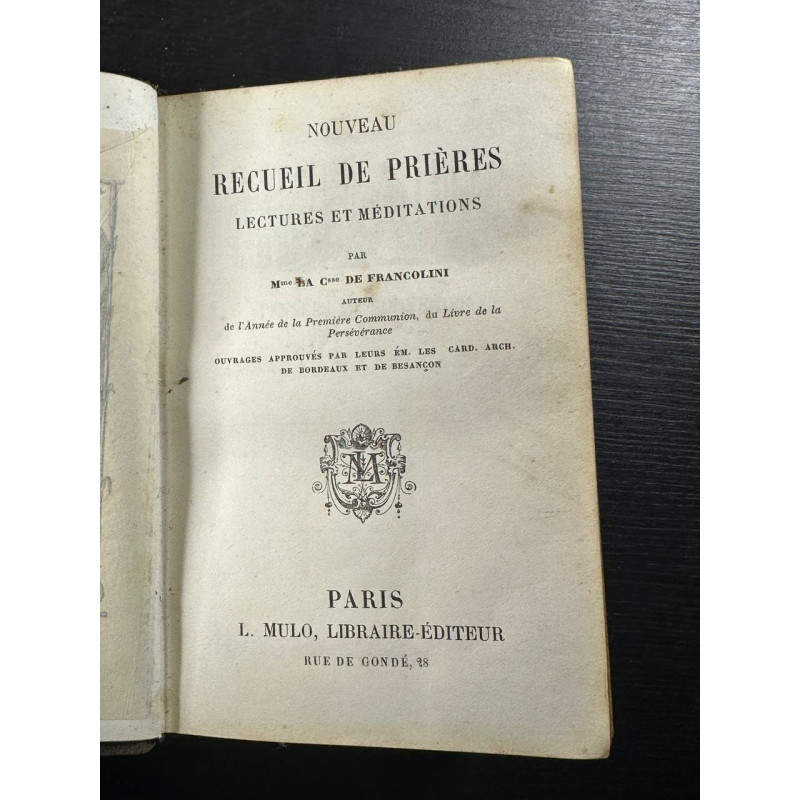 NOUVEAU
RECUEIL DE PRIÈRES
LECTURES ET MÉDITATIONS
PAR
Mme LA Csse DE FRANCOLINI
AUTEUR
de l'Année de la Première Communion, du Livre de la
Persévérance
OUVRAGES APPROUVÉS PAR LEURS ÉM. LES CARD. ARCH.
DE BORDEAUX ET DE BESANÇON
PARIS
L. MULO, LIBRAIRE-ÉDITEUR
RUE DE CONDÉ, 28